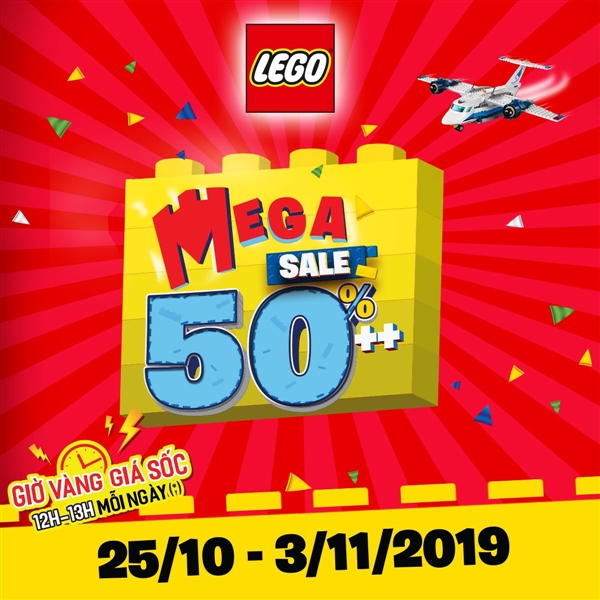 LEGO
MEGA
SALE
50%++
GIỜ VÀNG GIÁ SỐC
12H-13H MỖI NGÀY(*)
25/10 - 3/11/2019